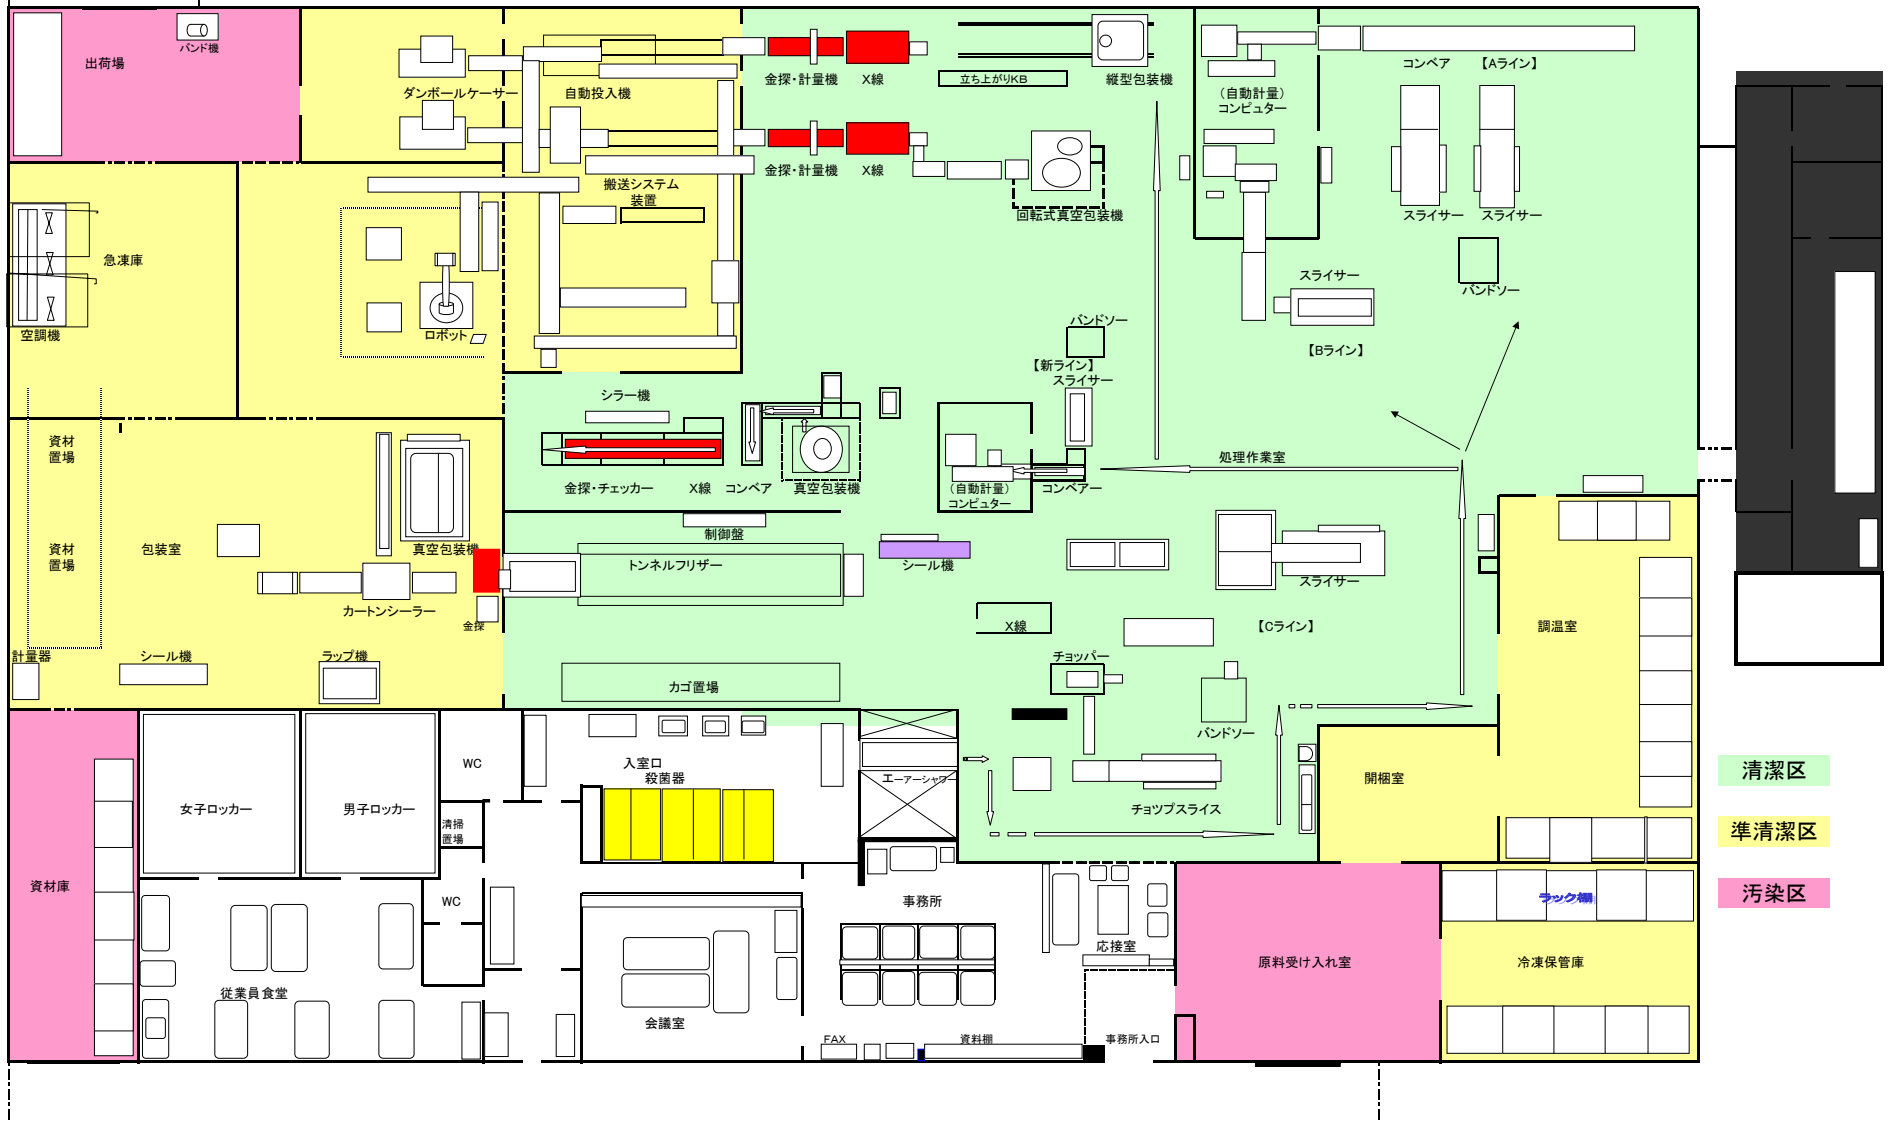 バンド機
出荷場
ダンボールケーサー
自動投入機
金探・計量機
X線
立ち上がりKB
縦型包装機
(自動計量)
コンピュター
コンベア
【Aライン】
金探・計量機
X線
搬送システム
装置
回転式真空包装機
スライサー
スライサー
急凍庫
空調機
ロボット
スライサー
バンドソー
【Bライン】
バンドソー
【新ライン】
スライサー
シラー機
資材
置場
処理作業室
金探・チェッカー
X線
コンベア
真空包装機
(自動計量)
コンピュター
コンベアー
制御盤
資材
置場
包装室
真空包装機
トンネルフリザー
シール機
スライサー
カートンシーラー
金探
X線
【Cライン】
調温室
計量器
シール機
ラップ機
チョッパー
カゴ置場
バンドソー
WC
入室口
殺菌器
エーアーシャワー
開梱室
清潔区
女子ロッカー
男子ロッカー
清掃
置場
チョツプスライス
準清潔区
資材庫
WC
事務所
ラック棚
汚染区
応接室
原料受け入れ室
冷凍保管庫
従業員食堂
会議室
FAX
資料棚
事務所入口